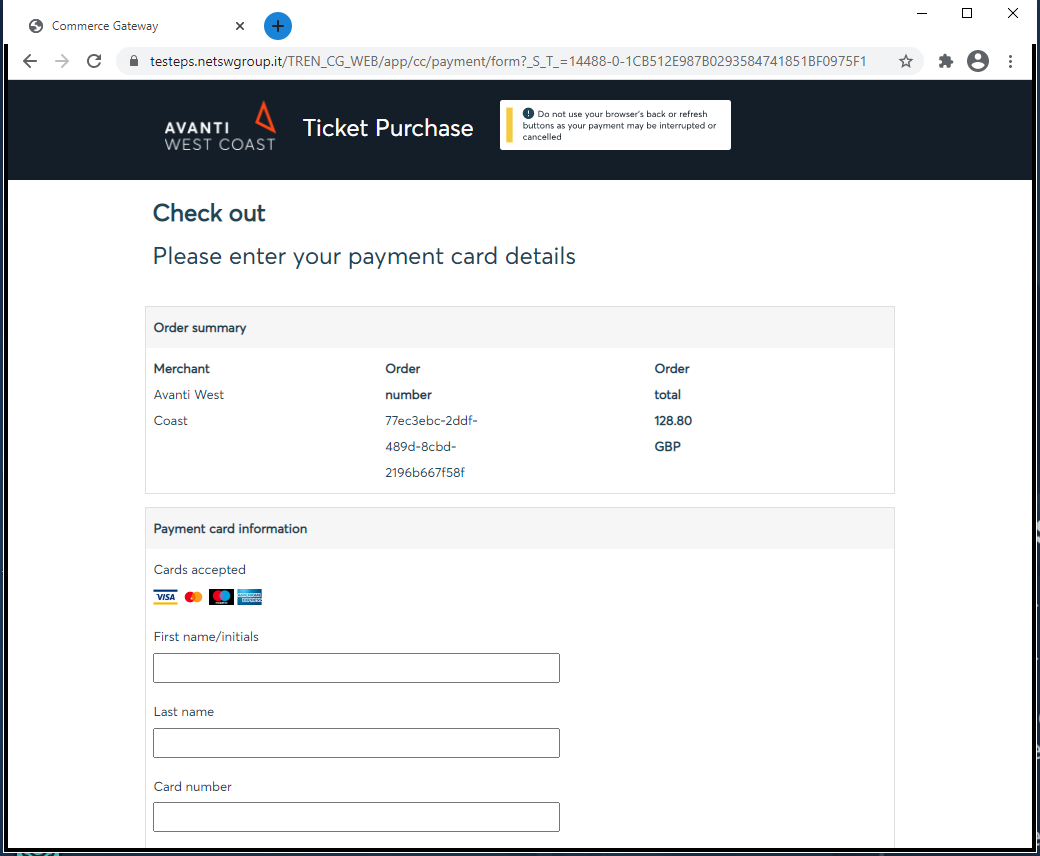 Commerce Gateway
testeps.netswgroup.it/TREN_CG_WEB/app/cc/payment/form?_S_T_=14488-0-1CB512E987B0293584741851BF0975F1
AVANTI
WEST COAST
Ticket Purchase
Do not use your browser's back or refresh
buttons as your payment may be interrupted or
cancelled
Check out
Please enter your payment card details
Order summary
Merchant
Avanti West
Coast
Order
number
77ec3ebc-2ddf-
489d-8cbd-
2196b667f58f
Order
total
128.80
GBP
Payment card information
Cards accepted
VISA
First name/initials
Last name
Card number